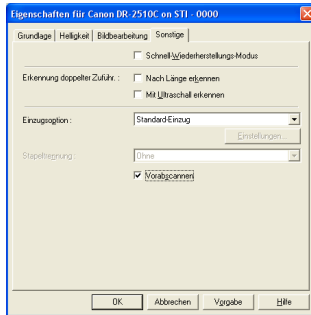 Eigenschaften für Canon DR-2510C on STI - 0000
Grundlage Helligkeit Bildbearbeitung Sonstige
Schnell-Wiederherstellungs-Modus
Erkennung doppelter Zuführ. : Nach Länge erkennen
Mit Ultraschall erkennen
Einzugsoption : Standard-Einzug
Einstellungen...
Stapeltrennung : Ohne
Vorabscannen
OK Abbrechen Vorgabe Hilfe